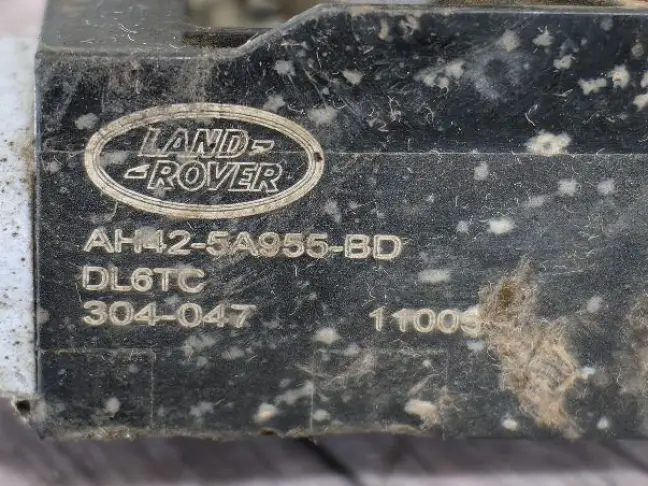 LAND-
-ROVER
AH42-5A955-BD
DL6TC
304-047 11005